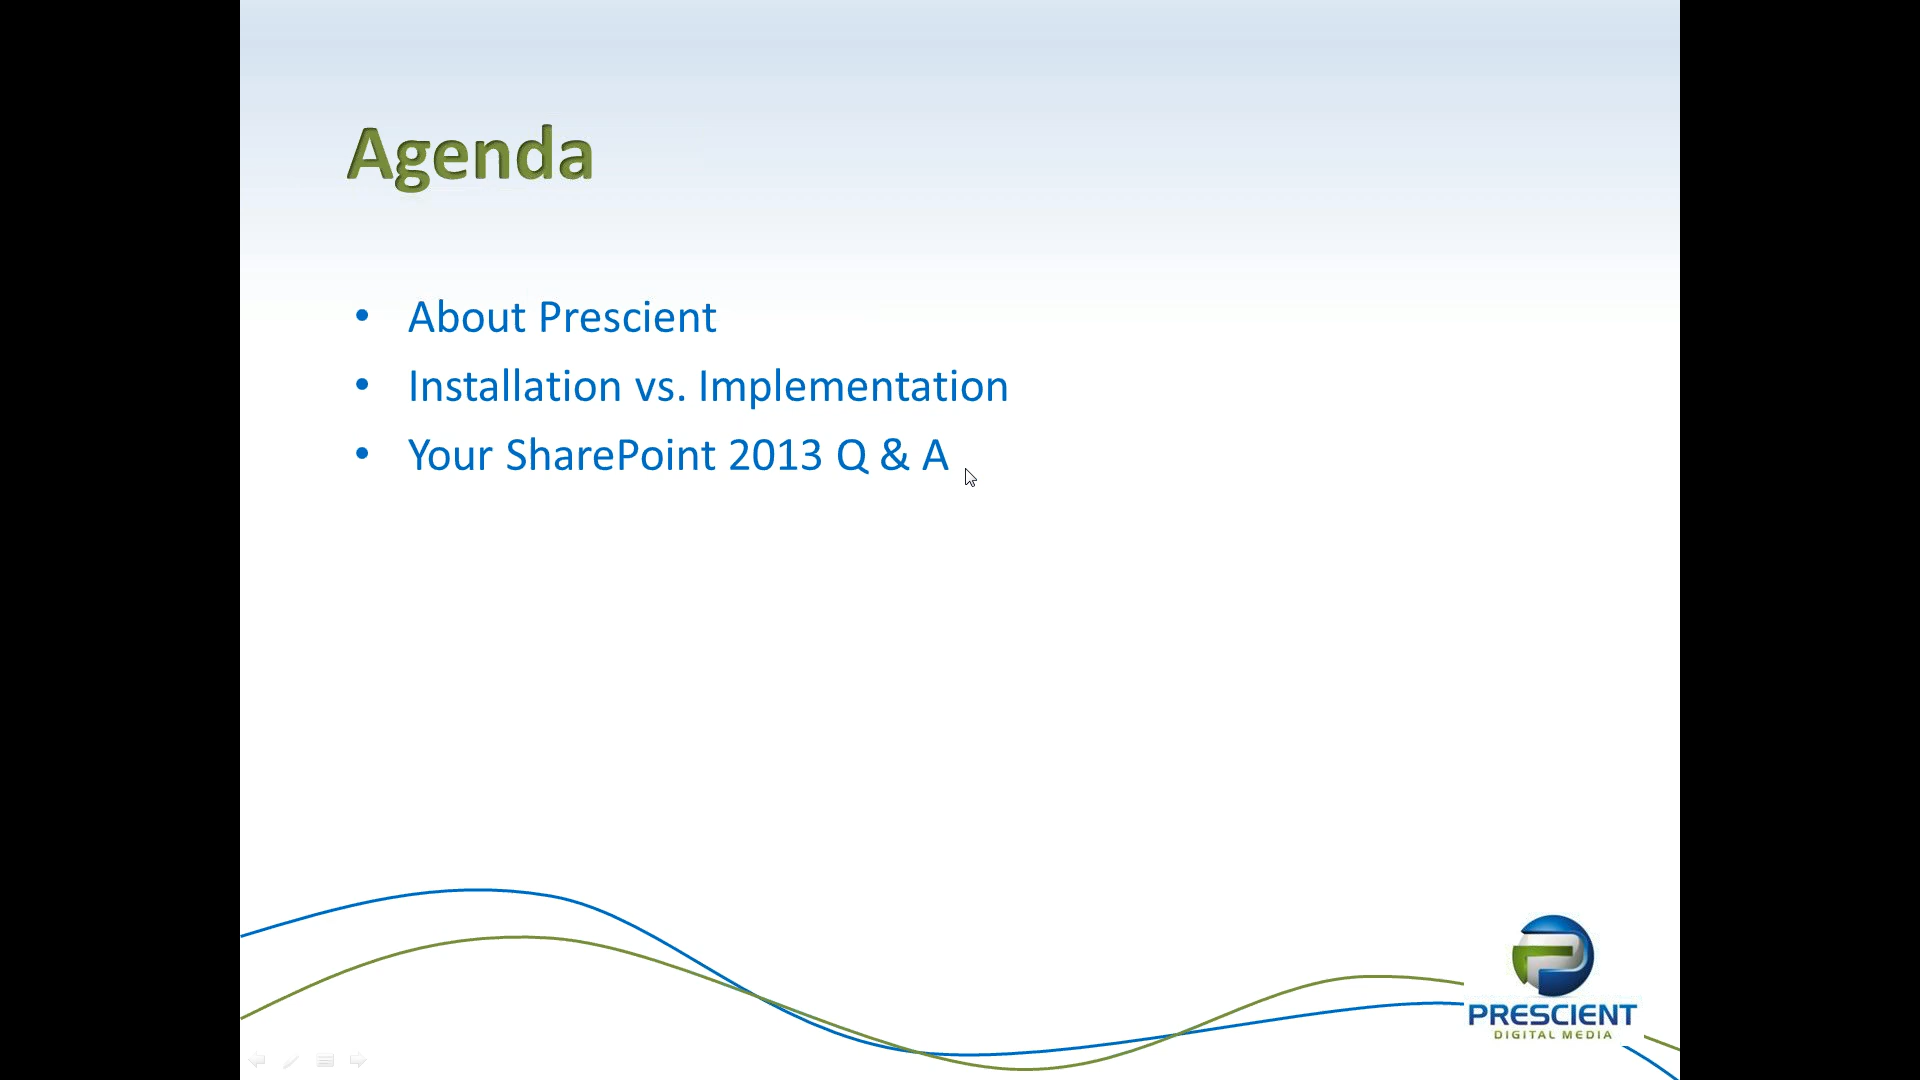 Agenda
• About Prescient
• Installation vs. Implementation
• Your SharePoint 2013 Q & A
PRESCIENT
DIGITAL MEDIA